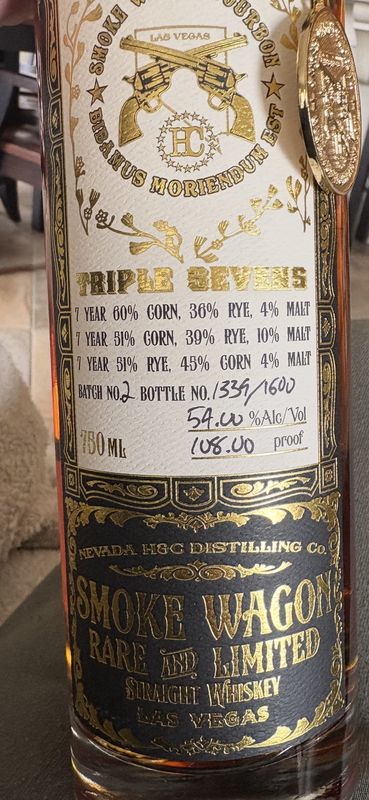 SMOKE W BOURBON
LAS VEGAS
HC
BIBIMUS MORIENDUM EST
TRIPLE SEVENS
7 YEAR 60% CORN, 36% RYE, 4% MALT
7 YEAR 51% CORN, 39% RYE, 10% MALT
7 YEAR 51% RYE, 45% CORN 4% MALT
BATCH NO. 2 BOTTLE NO. 1339/1600
54.00 %Alc/Vol
750 ML 108.00 proof
NEVADA H&C DISTILLING CO.
SMOKE WAGON
RARE AND LIMITED
STRAIGHT WHISKEY
LAS VEGAS